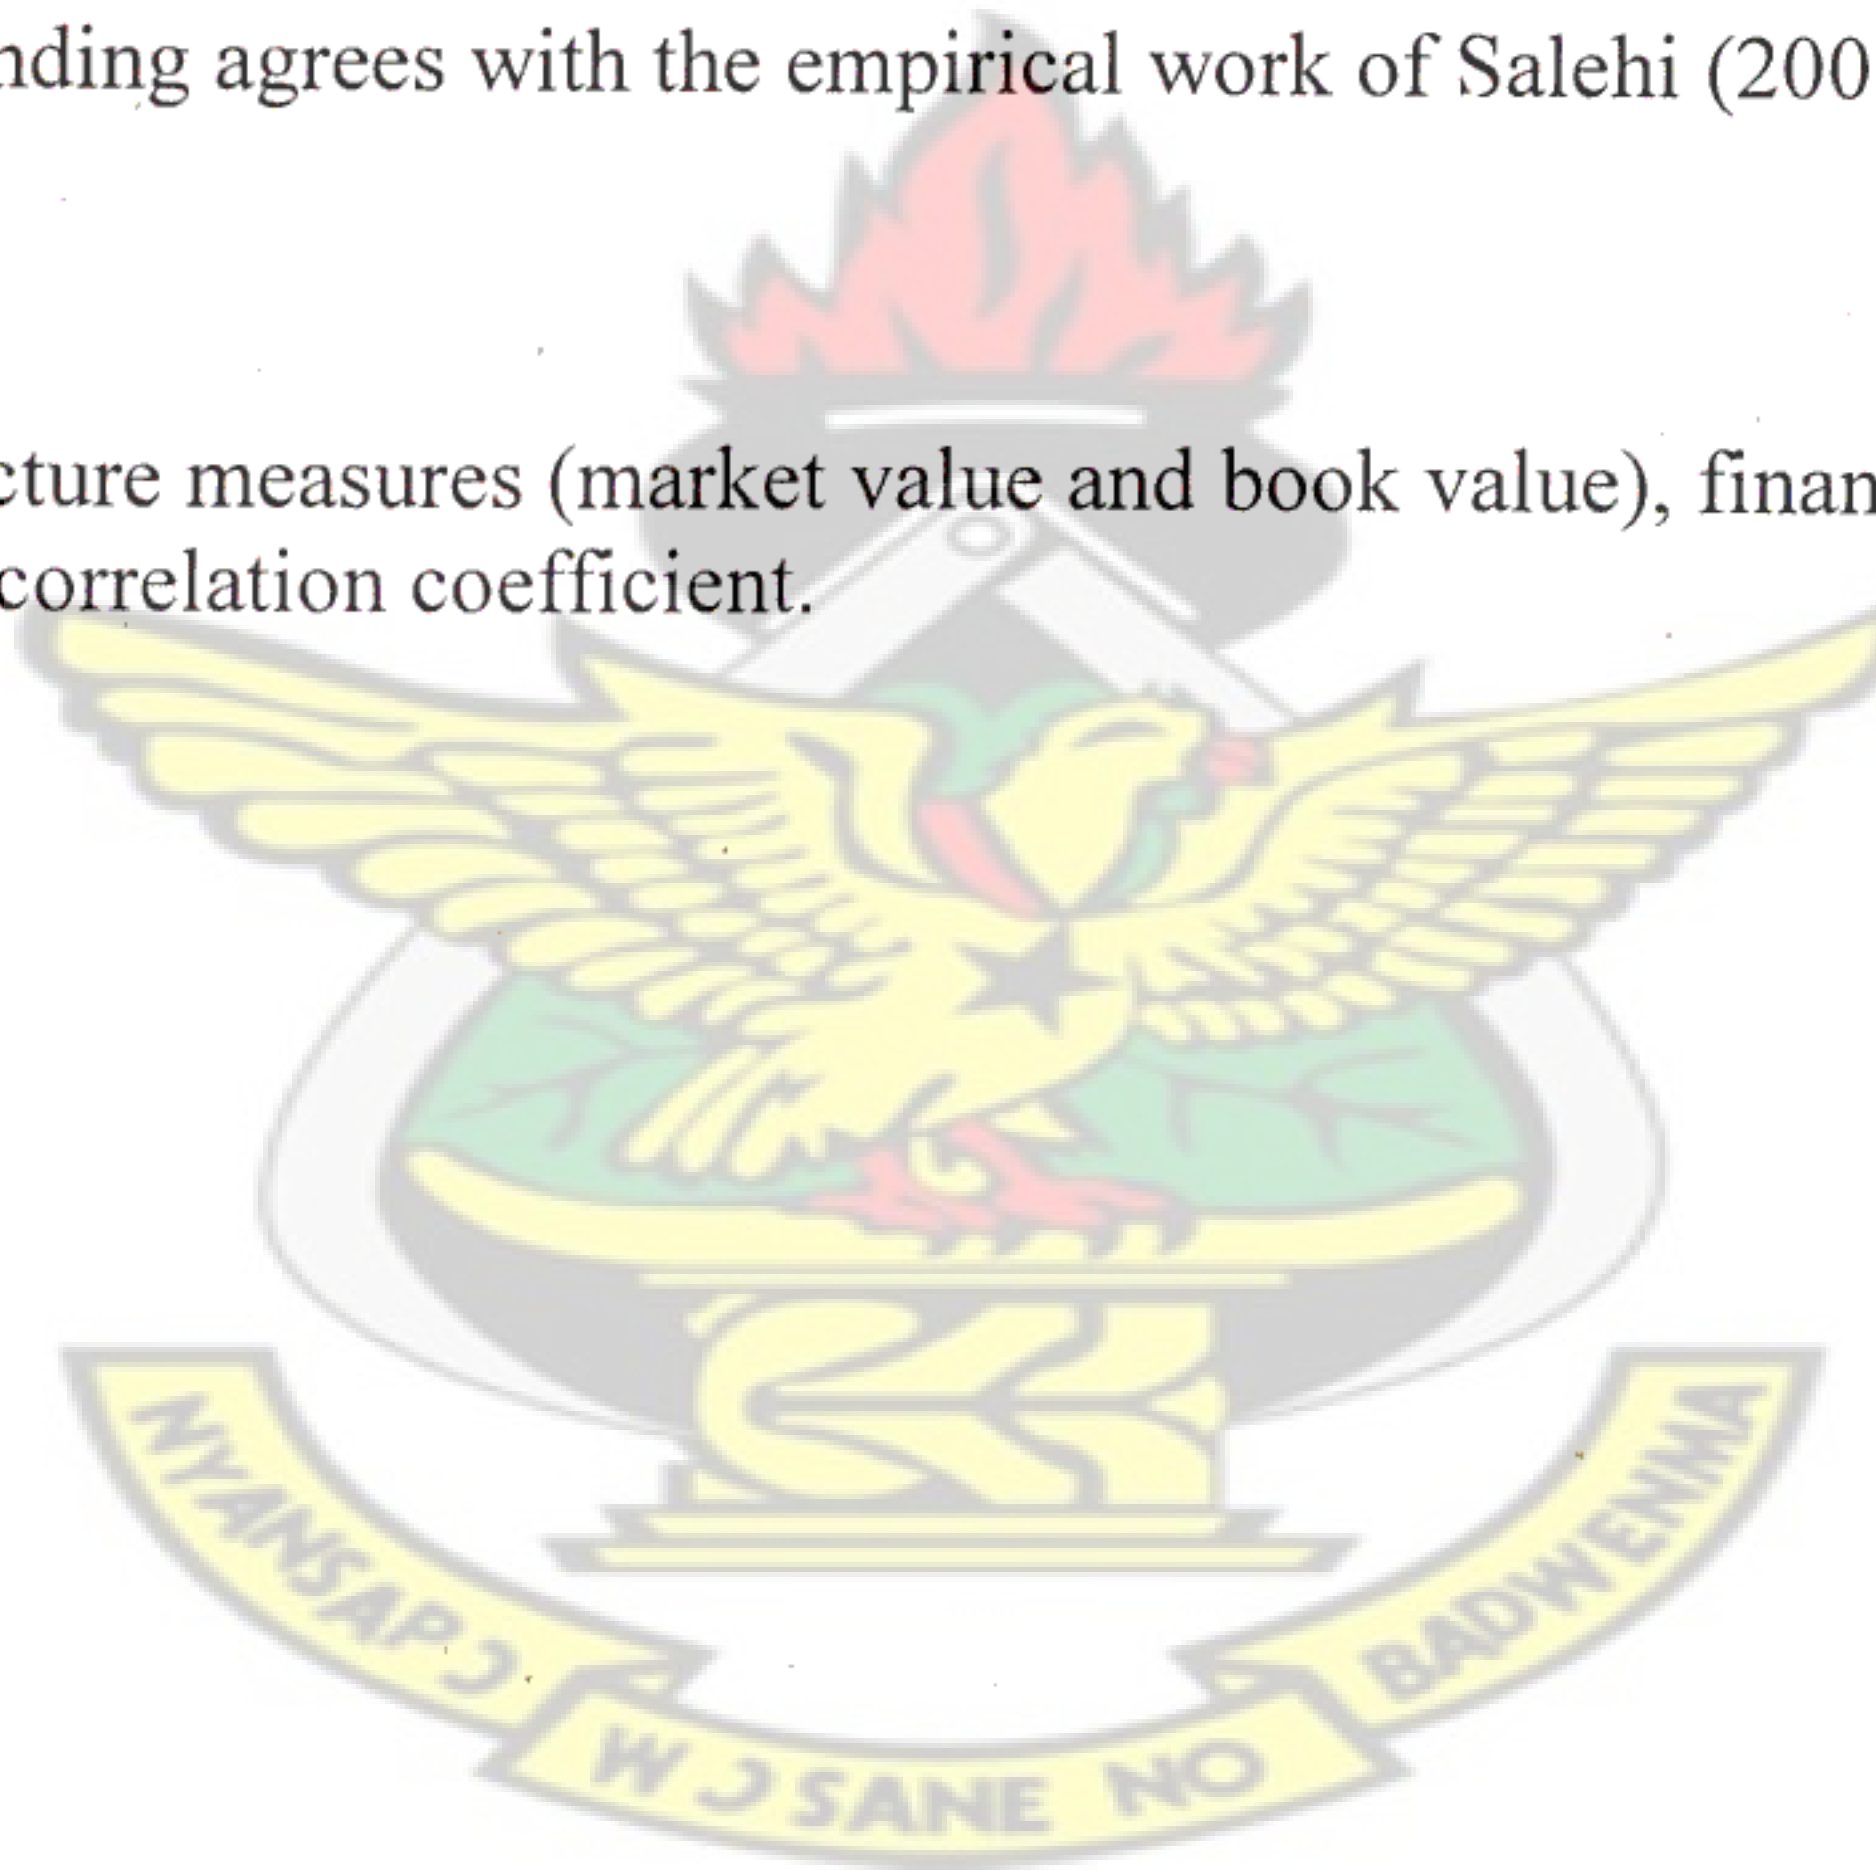 nding agrees with the empirical work of Salehi (200
cture measures (market value and book value), finan
correlation coefficient.
NYANSAPƆ
WƆSANE NO
BADWENMA